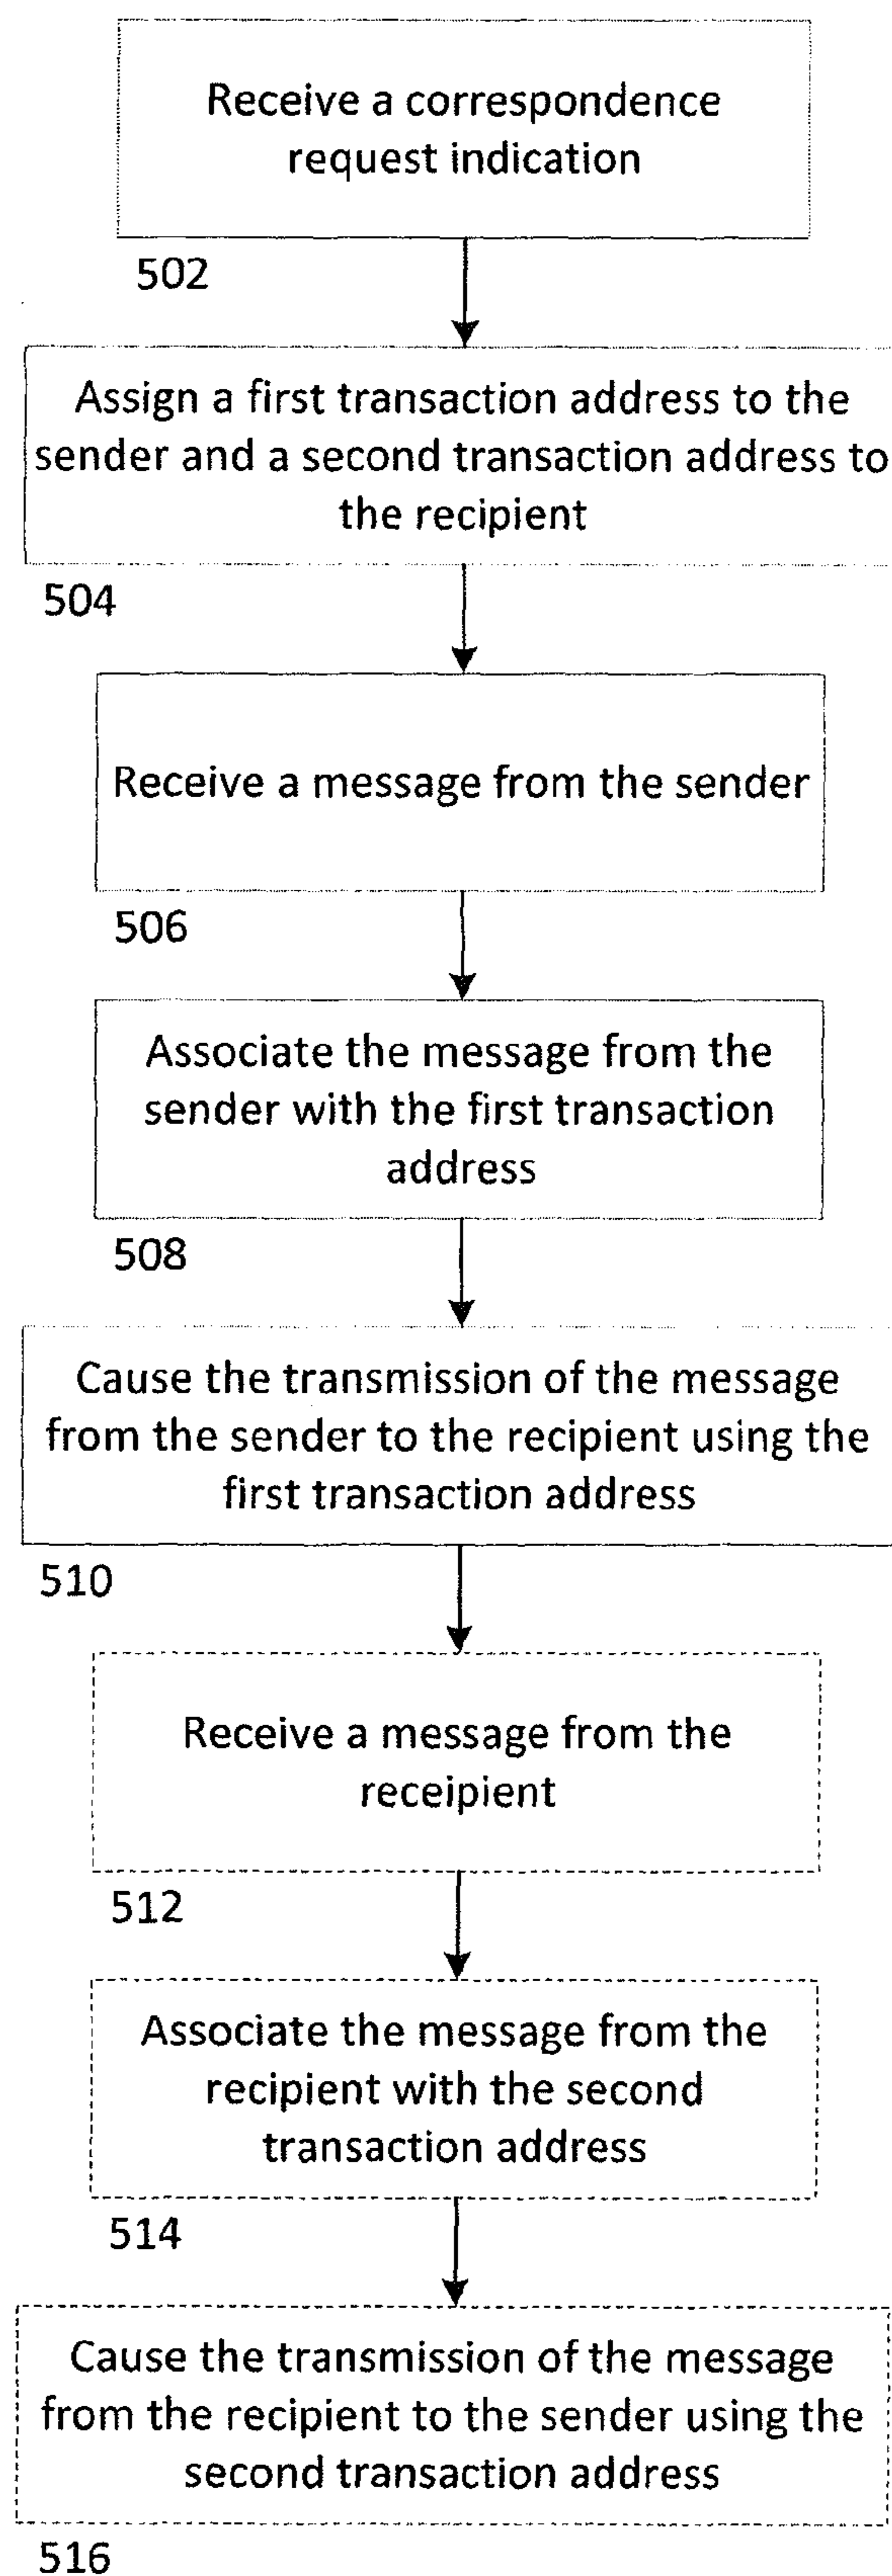 Receive a correspondence
request indication
502
Assign a first transaction address to the
sender and a second transaction address to
the recipient
504
Receive a message from the sender
506
Associate the message from the
sender with the first transaction
address
508
Cause the transmission of the message
from the sender to the recipient using the
first transaction address
510
Receive a message from the
receipient
512
Associate the message from the
recipient with the second
transaction address
514
Cause the transmission of the message
from the recipient to the sender using the
second transaction address
516